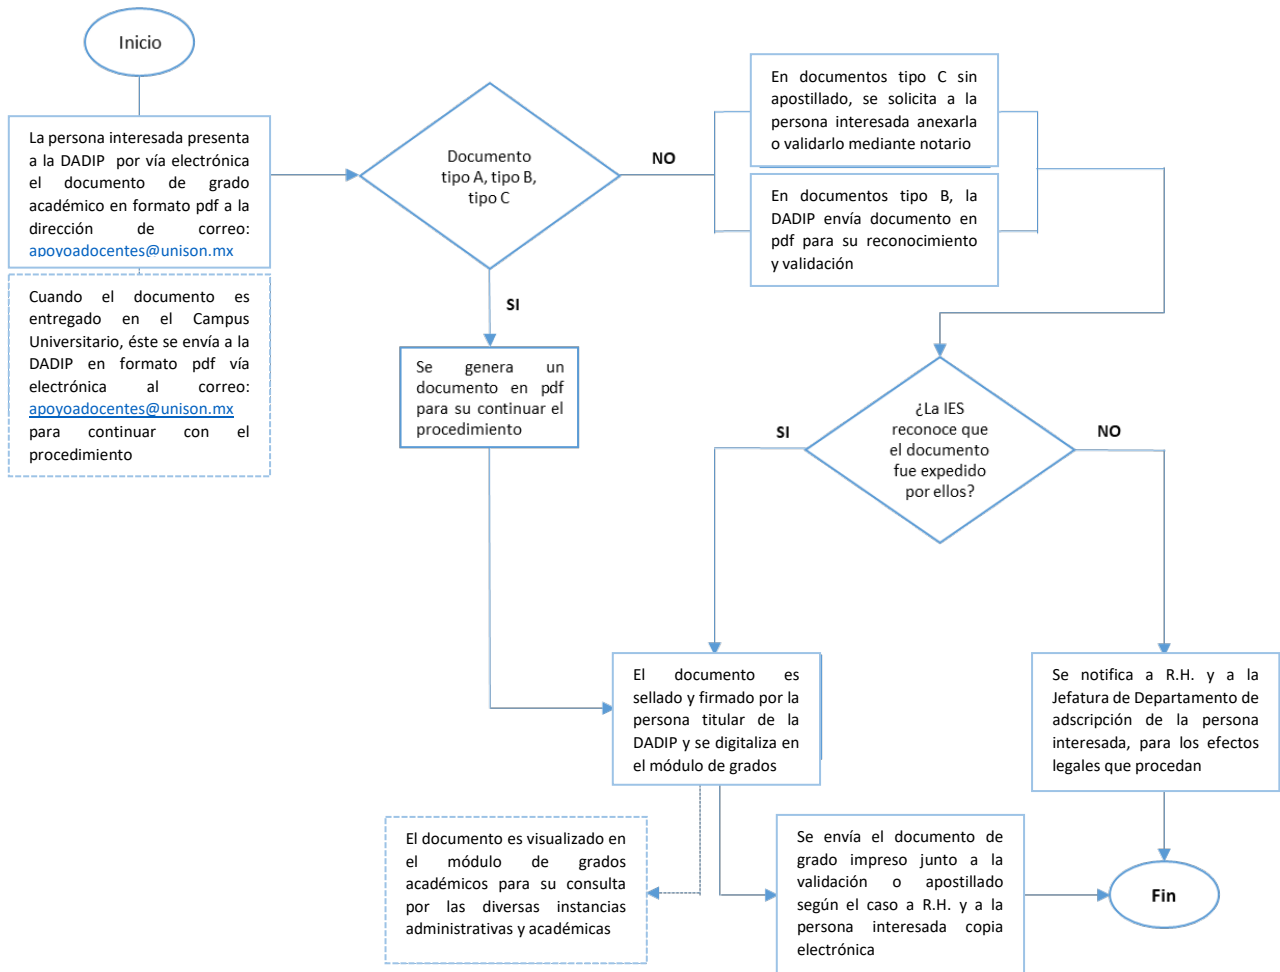 Inicio
La persona interesada presenta
a la DADIP por vía electrónica
el documento de grado
académico en formato pdf a la
dirección de correo:
apoyoadocentes@unison.mx
Cuando el documento es
entregado en el Campus
Universitario, éste se envía a la
DADIP en formato pdf vía
electrónica al correo:
apoyoadocentes@unison.mx
para continuar con el
procedimiento
Documento
tipo A, tipo B,
tipo C
NO
SI
En documentos tipo C sin
apostillado, se solicita a la
persona interesada anexarla
o validarlo mediante notario
En documentos tipo B, la
DADIP envía documento en
pdf para su reconocimiento
y validación
Se genera un
documento en pdf
para su continuar el
procedimiento
¿La IES
reconoce que
el documento
fue expedido
por ellos?
SI
NO
El documento es
sellado y firmado por la
persona titular de la
DADIP y se digitaliza en
el módulo de grados
Se notifica a R.H. y a la
Jefatura de Departamento de
adscripción de la persona
interesada, para los efectos
legales que procedan
El documento es visualizado en
el módulo de grados
académicos para su consulta
por las diversas instancias
administrativas y académicas
Se envía el documento de
grado impreso junto a la
validación o apostillado
según el caso a R.H. y a la
persona interesada copia
electrónica
Fin